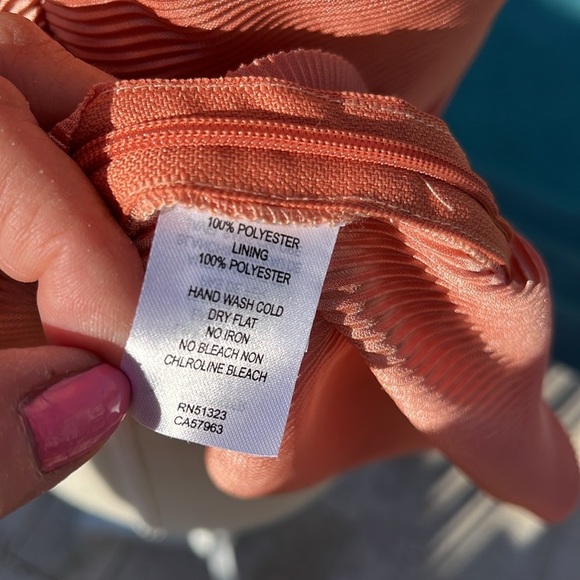 100% POLYESTER
LINING
100% POLYESTER
HAND WASH COLD
DRY FLAT
NO IRON
NO BLEACH NON
CHLROLINE BLEACH
RN51323
CA57963